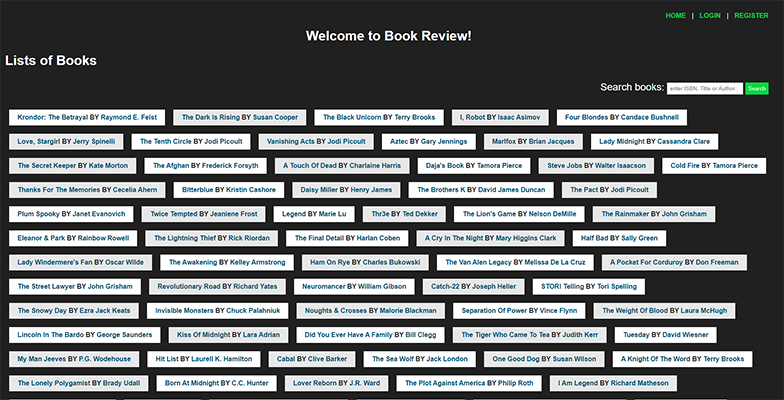 HOME | LOGIN | REGISTER
Welcome to Book Review!
Lists of Books
Search books: enter ISBN, Title or Author Search
Krondor: The Betrayal BY Raymond E. Feist The Dark Is Rising BY Susan Cooper The Black Unicorn BY Terry Brooks I, Robot BY Isaac Asimov Four Blondes BY Candace Bushnell
Love, Stargirl BY Jerry Spinelli The Tenth Circle BY Jodi Picoult Vanishing Acts BY Jodi Picoult Aztec BY Gary Jennings Marlfox BY Brian Jacques Lady Midnight BY Cassandra Clare
The Secret Keeper BY Kate Morton The Afghan BY Frederick Forsyth A Touch Of Dead BY Charlaine Harris Daja's Book BY Tamora Pierce Steve Jobs BY Walter Isaacson Cold Fire BY Tamora Pierce
Thanks For The Memories BY Cecelia Ahern Bitterblue BY Kristin Cashore Daisy Miller BY Henry James The Brothers K BY David James Duncan The Pact BY Jodi Picoult
Plum Spooky BY Janet Evanovich Twice Tempted BY Jeaniene Frost Legend BY Marie Lu Thr3e BY Ted Dekker The Lion's Game BY Nelson DeMille The Rainmaker BY John Grisham
Eleanor & Park BY Rainbow Rowell The Lightning Thief BY Rick Riordan The Final Detail BY Harlan Coben A Cry In The Night BY Mary Higgins Clark Half Bad BY Sally Green
Lady Windermere's Fan BY Oscar Wilde The Awakening BY Kelley Armstrong Ham On Rye BY Charles Bukowski The Van Alen Legacy BY Melissa De La Cruz A Pocket For Corduroy BY Don Freeman
The Street Lawyer BY John Grisham Revolutionary Road BY Richard Yates Neuromancer BY William Gibson Catch-22 BY Joseph Heller STORI Telling BY Tori Spelling
The Snowy Day BY Ezra Jack Keats Invisible Monsters BY Chuck Palahniuk Noughts & Crosses BY Malorie Blackman Separation Of Power BY Vince Flynn The Weight Of Blood BY Laura McHugh
Lincoln In The Bardo BY George Saunders Kiss Of Midnight BY Lara Adrian Did You Ever Have A Family BY Bill Clegg The Tiger Who Came To Tea BY Judith Kerr Tuesday BY David Wiesner
My Man Jeeves BY P.G. Wodehouse Hit List BY Laurell K. Hamilton Cabal BY Clive Barker The Sea Wolf BY Jack London One Good Dog BY Susan Wilson A Knight Of The Word BY Terry Brooks
The Lonely Polygamist BY Brady Udall Born At Midnight BY C.C. Hunter Lover Reborn BY J.R. Ward The Plot Against America BY Philip Roth I Am Legend BY Richard Matheson